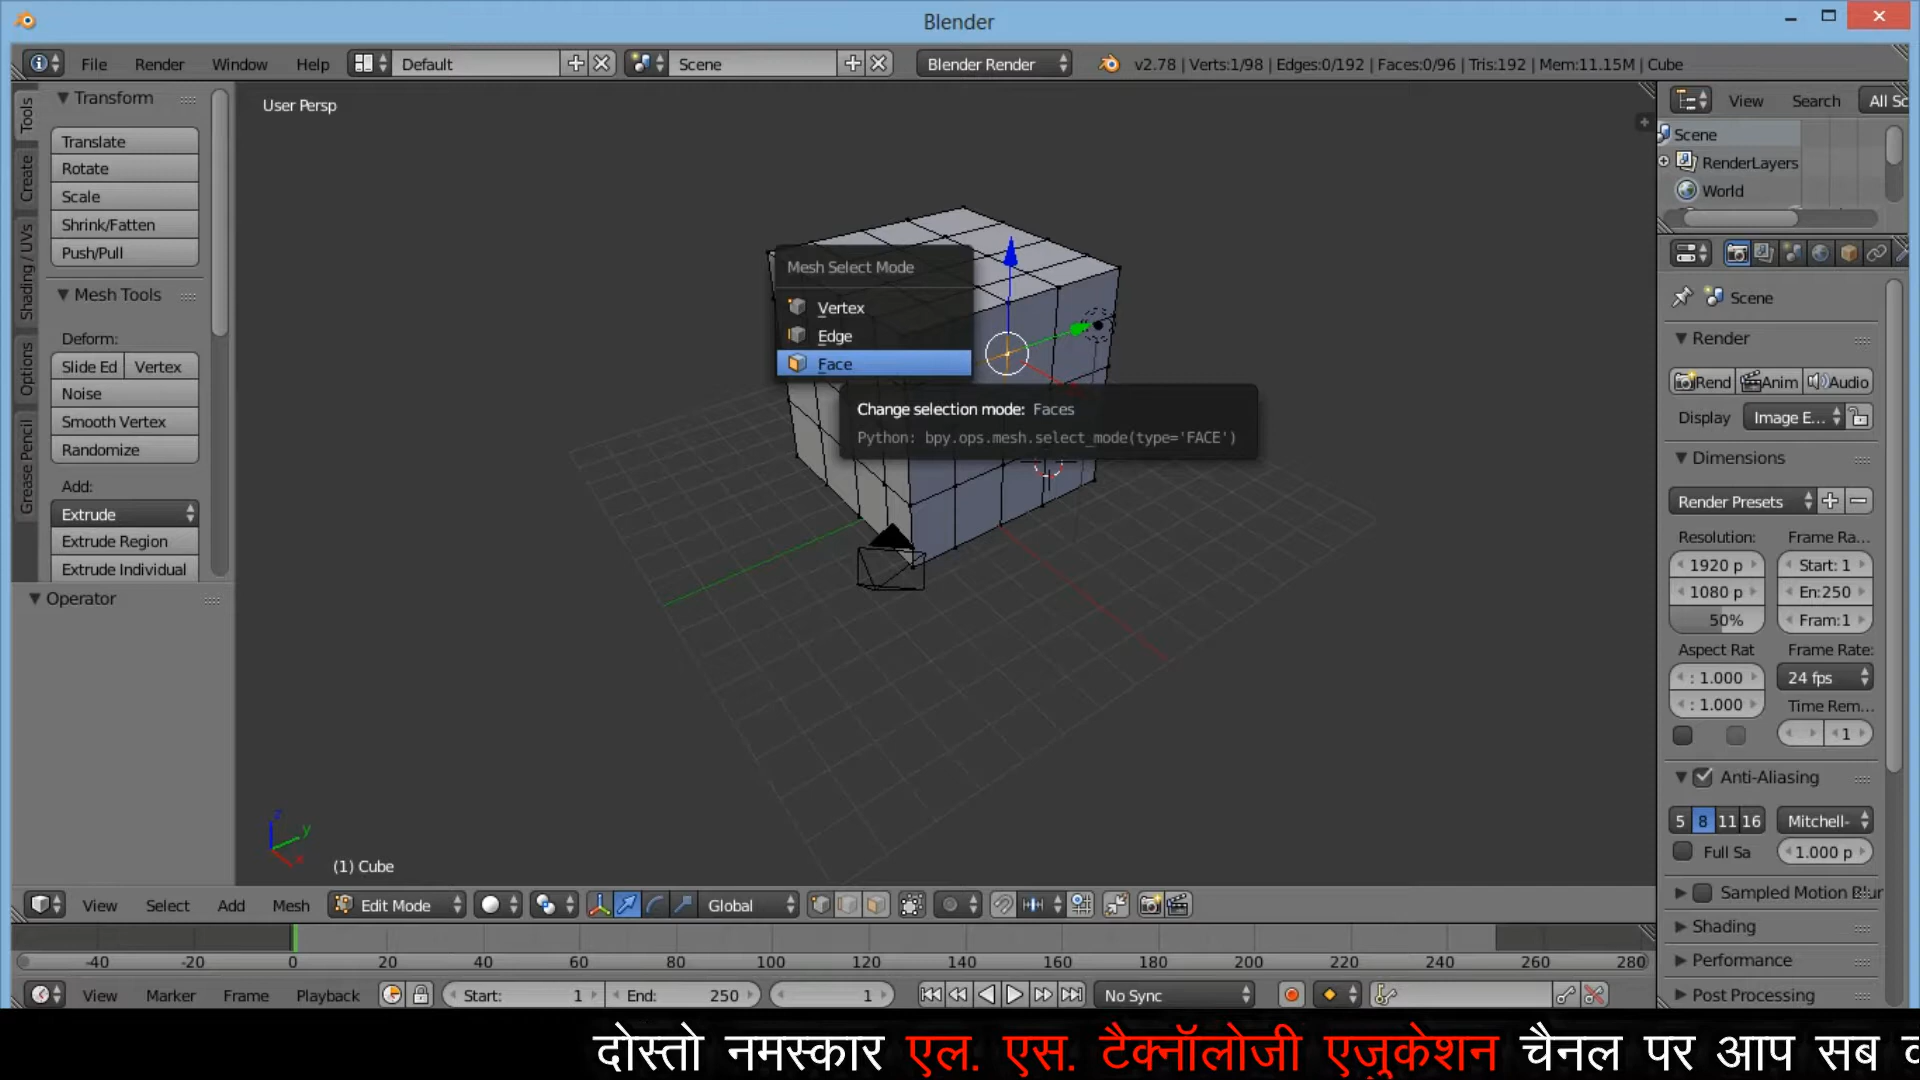 Blender
File Render Window Help Default Scene Blender Render v2.78 | Verts:1/98 | Edges:0/192 | Faces:0/96 | Tris:192 | Mem:11.15M | Cube
Tools
Create
Shading / UVs
Options
Grease Pencil
Transform
Translate
Rotate
Scale
Shrink/Fatten
Push/Pull
Mesh Tools
Deform:
Slide Ed Vertex
Noise
Smooth Vertex
Randomize
Add:
Extrude
Extrude Region
Extrude Individual
Operator
User Persp
Mesh Select Mode
Vertex
Edge
Face
Change selection mode: Faces
Python: bpy.ops.mesh.select_mode(type='FACE')
z
y
x
(1) Cube
View Search All Sc
Scene
RenderLayers
World
Scene
Render
Rend Anim Audio
Display Image E...
Dimensions
Render Presets
Resolution: Frame Ra...
1920 p Start: 1
1080 p En:250
50% Fram:1
Aspect Rat Frame Rate:
: 1.000 24 fps
: 1.000 Time Rem...
1
Anti-Aliasing
5 8 11 16 Mitchell-
Full Sa 1.000 p
Sampled Motion Blur
Shading
Performance
Post Processing
View Select Add Mesh Edit Mode Global
-40 -20 0 20 40 60 80 100 120 140 160 180 200 220 240 260 280
View Marker Frame Playback Start: 1 End: 250 1 No Sync
दोस्तो नमस्कार एल. एस. टैक्नॉलोजी एजुकेशन चैनल पर आप सब